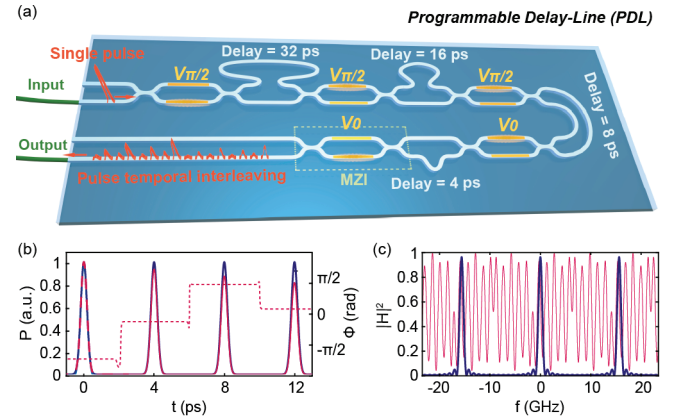 (a)
Programmable Delay-Line (PDL)
Single pulse
Delay = 32 ps
Delay = 16 ps
Input
Vπ/2
Vπ/2
Vπ/2
Delay = 8 ps
Output
V0
V0
Pulse temporal interleaving
MZI
Delay = 4 ps
(b)
P (a.u.)
1
0.8
0.6
0.4
0.2
0
0
4
8
12
t (ps)
π/2
0
-π/2
Φ (rad)
(c)
|H|²
1
0.8
0.6
0.4
0.2
0
-20
-10
0
10
20
f (GHz)